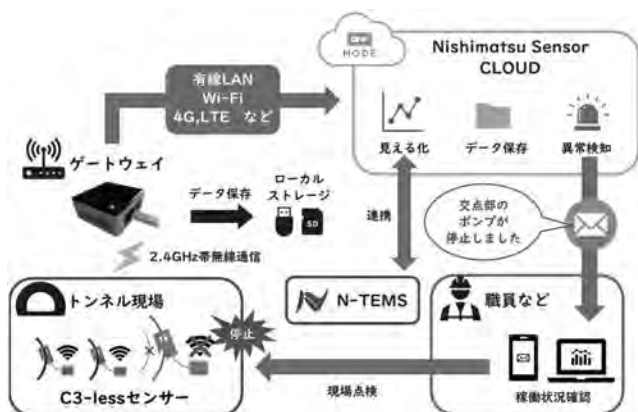 MODE
Nishimatsu Sensor
CLOUD
有線LAN
Wi-Fi
4G,LTE など
見える化
データ保存
異常検知
ゲートウェイ
データ保存
ローカル
ストレージ
SD
連携
交点部の
ポンプが
停止しました
2.4GHz帯無線通信
トンネル現場
停止
N-TEMS
職員など
C3-lessセンサー
現場点検
稼働状況確認